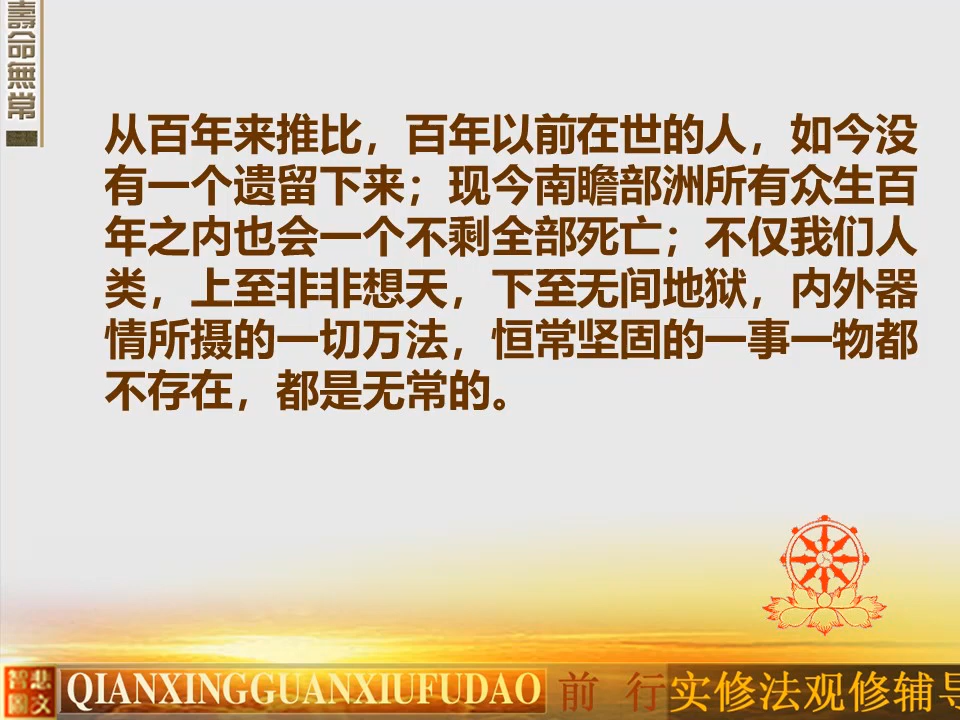 壽命無常
从百年来推比，百年以前在世的人，如今没
有一个遗留下来；现今南瞻部洲所有众生百
年之内也会一个不剩全部死亡；不仅我们人
类，上至非非想天，下至无间地狱，内外器
情所摄的一切万法，恒常坚固的一事一物都
不存在，都是无常的。
QIANXINGGUANXIUFUDAO 前 行 实修法观修辅导